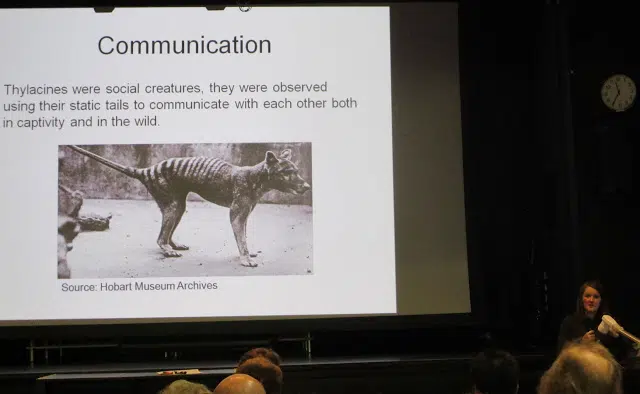 Communication
Thylacines were social creatures, they were observed
using their static tails to communicate with each other both
in captivity and in the wild.
Source: Hobart Museum Archives